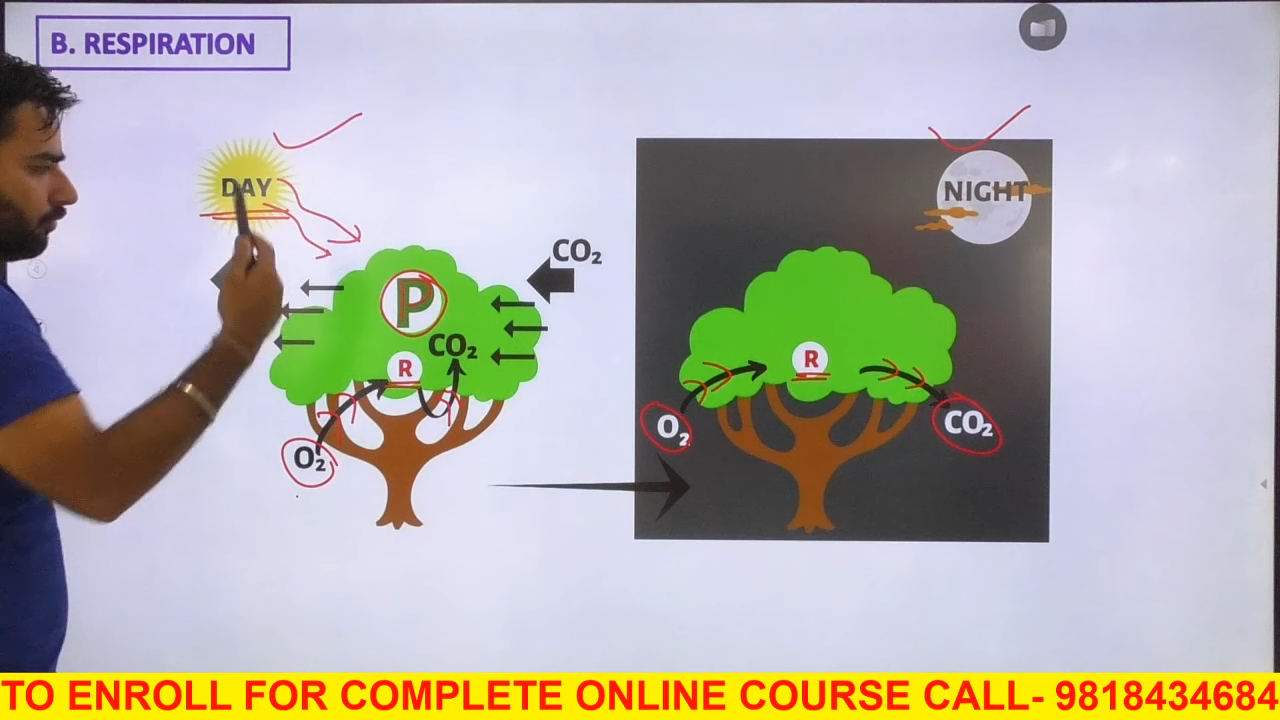 B. RESPIRATION
DAY
NIGHT
CO₂
P
CO₂
R
O₂
R
O₂
CO₂
TO ENROLL FOR COMPLETE ONLINE COURSE CALL- 9818434684